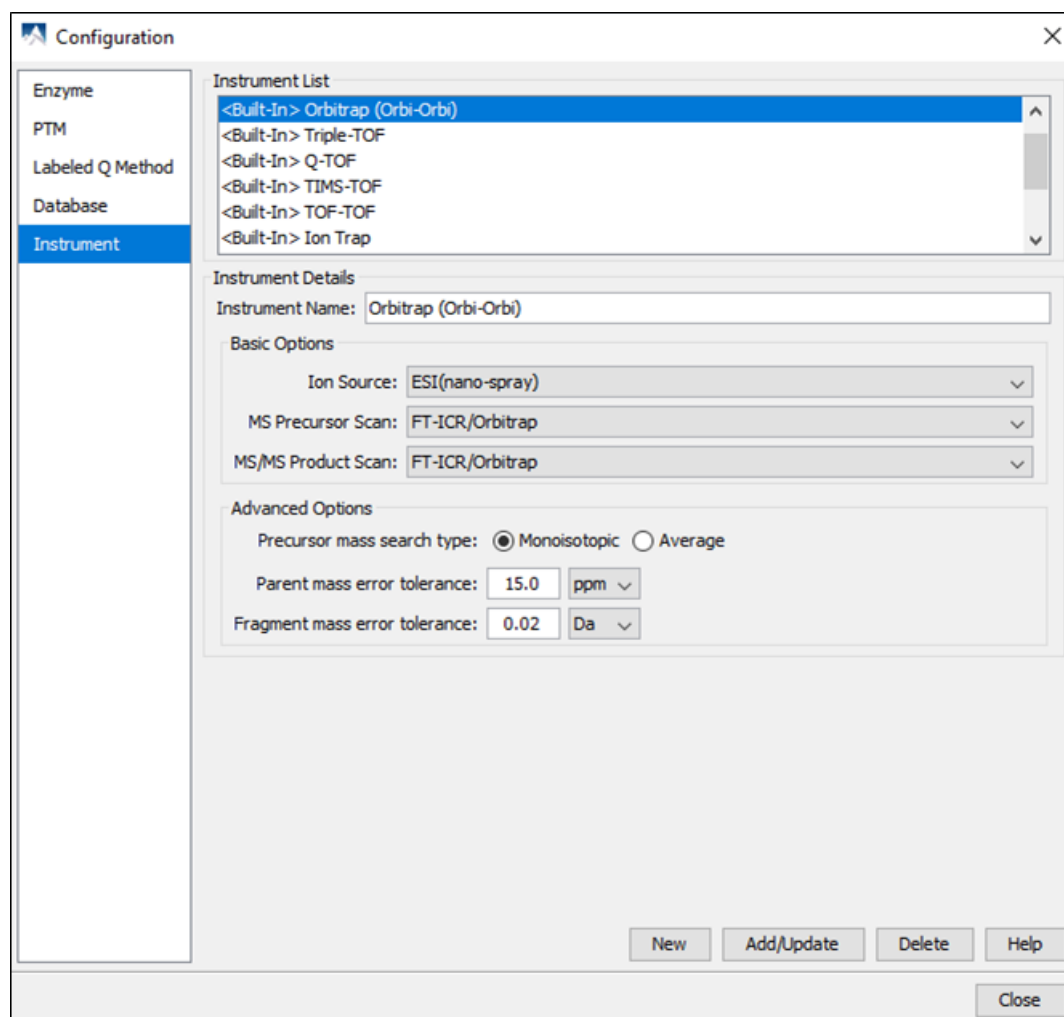 Configuration
Enzyme
PTM
Labeled Q Method
Database
Instrument
Instrument List
<Built-In> Orbitrap (Orbi-Orbi)
<Built-In> Triple-TOF
<Built-In> Q-TOF
<Built-In> TIMS-TOF
<Built-In> TOF-TOF
<Built-In> Ion Trap
Instrument Details
Instrument Name: Orbitrap (Orbi-Orbi)
Basic Options
Ion Source: ESI(nano-spray)
MS Precursor Scan: FT-ICR/Orbitrap
MS/MS Product Scan: FT-ICR/Orbitrap
Advanced Options
Precursor mass search type: Monoisotopic Average
Parent mass error tolerance: 15.0 ppm
Fragment mass error tolerance: 0.02 Da
New Add/Update Delete Help
Close